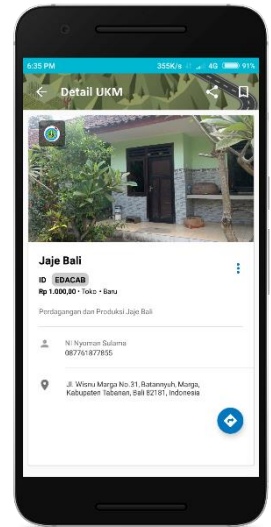 6:35 PM 355K/s 4G 91%
Detail UKM
Jaje Bali
ID EDACAB
Rp 1.000,00 • Toko • Baru
Perdagangan dan Produksi Jaje Bali
Ni Nyoman Sulama
087761877855
Jl. Wisnu Marga No.31, Batannyuh, Marga,
Kabupaten Tabanan, Bali 82181, Indonesia